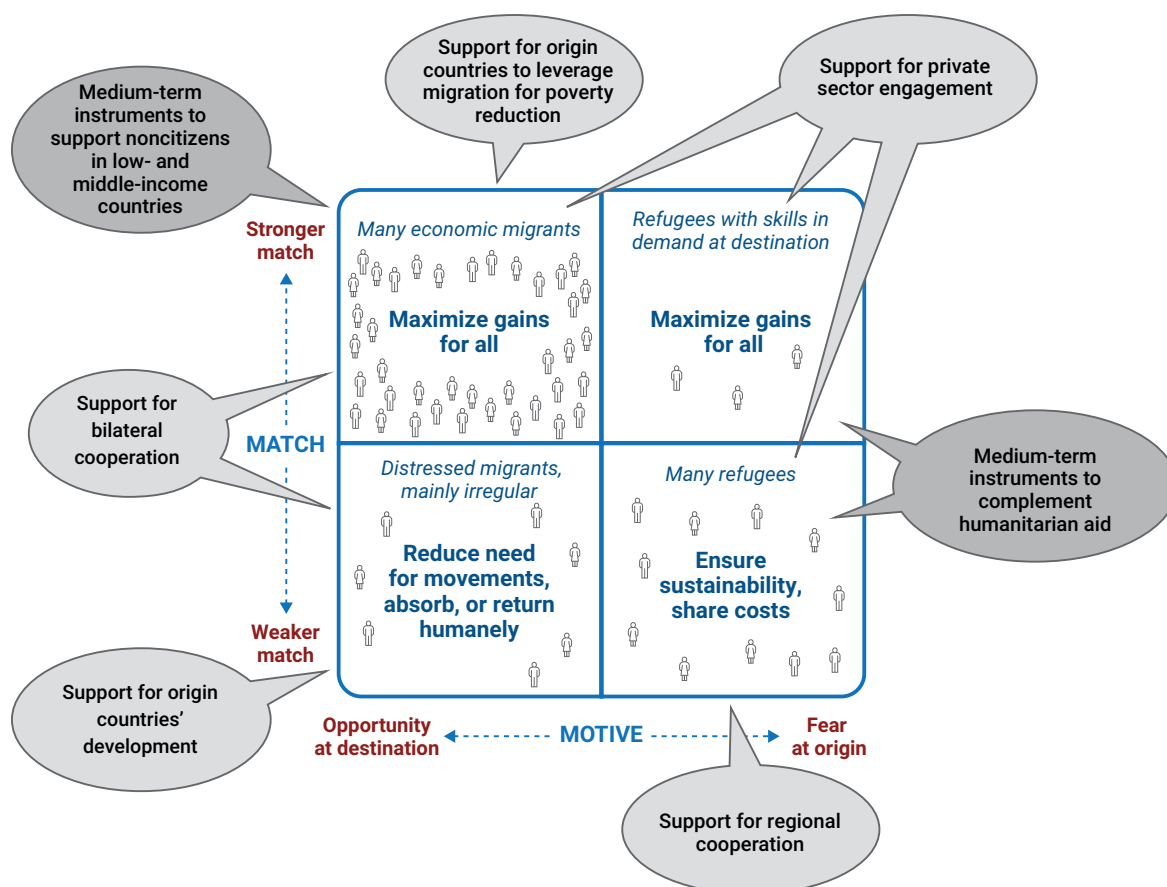 Support for origin
countries to leverage
migration for poverty
reduction
Support for private
sector engagement
Medium-term
instruments to
support noncitizens
in low- and
middle-income
countries
Stronger
match
Many economic migrants
Maximize gains
for all
Refugees with skills in
demand at destination
Maximize gains
for all
Support for
bilateral
cooperation
MATCH
Distressed migrants,
mainly irregular
Reduce need
for movements,
absorb, or return
humanely
Many refugees
Ensure
sustainability,
share costs
Medium-term
instruments to
complement
humanitarian aid
Weaker
match
Support for origin
countries’
development
Opportunity
at destination
MOTIVE
Fear
at origin
Support for regional
cooperation